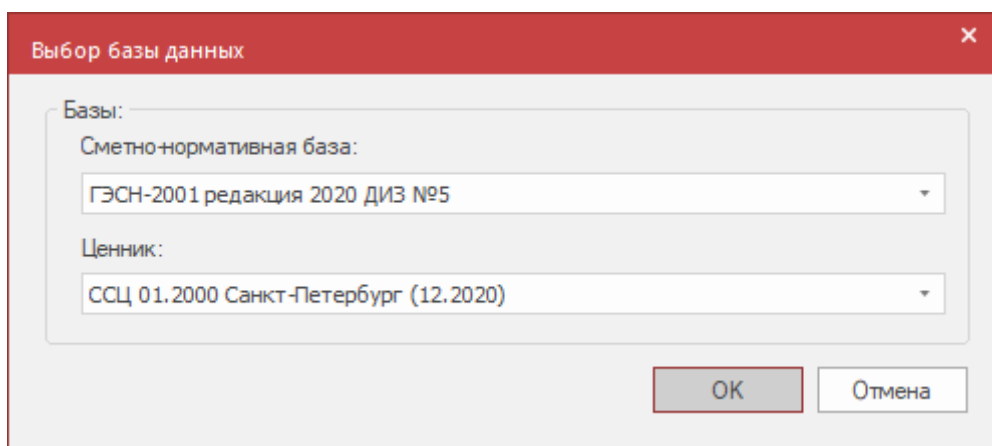 Выбор базы данных
Базы:
Сметно-нормативная база:
ГЭСН-2001 редакция 2020 ДИЗ №5
Ценник:
ССЦ 01.2000 Санкт-Петербург (12.2020)
OK
Отмена